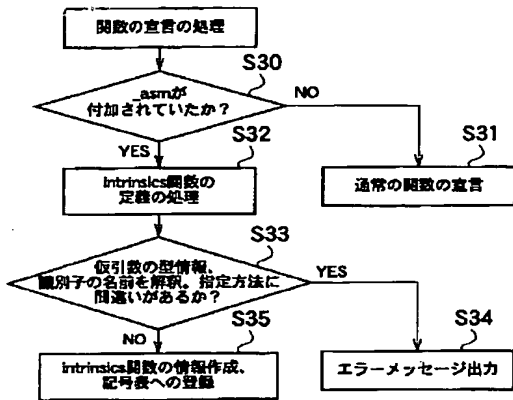 関数の宣言の処理
S30
_asmが
付加されていたか？
NO
YES
S32
S31
Intrinsics関数の
定義の処理
通常の関数の宣言
S33
仮引数の型情報、
識別子の名前を解釈。指定方法に
間違いがあるか？
YES
NO
S35
S34
intrinsics関数の情報作成、
記号表への登録
エラーメッセージ出力